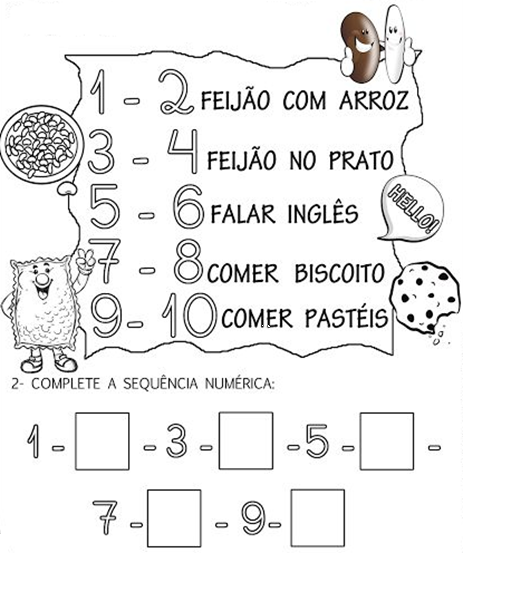 1 - 2 FEIJÃO COM ARROZ
3 - 4 FEIJÃO NO PRATO
5 - 6 FALAR INGLÊS
HELLO!
7 - 8 COMER BISCOITO
9 - 10 COMER PASTÉIS
2- COMPLETE A SEQUÊNCIA NUMÉRICA:
1 - - 3 - - 5 - -
7 - - 9 -